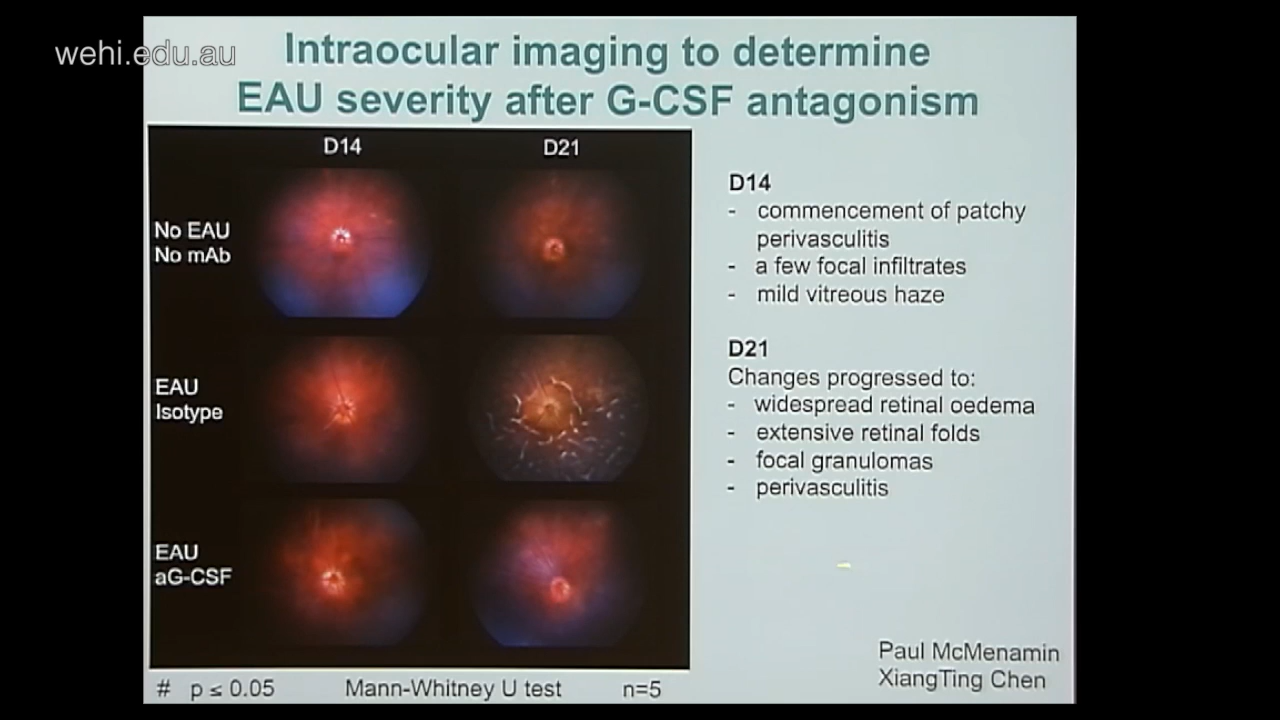 wehi.edu.au
Intraocular imaging to determine
EAU severity after G-CSF antagonism
D14
D21
No EAU
No mAb
EAU
Isotype
EAU
aG-CSF
D14
- commencement of patchy
perivasculitis
- a few focal infiltrates
- mild vitreous haze
D21
Changes progressed to:
- widespread retinal oedema
- extensive retinal folds
- focal granulomas
- perivasculitis
Paul McMenamin
XiangTing Chen
# p ≤ 0.05 Mann-Whitney U test n=5